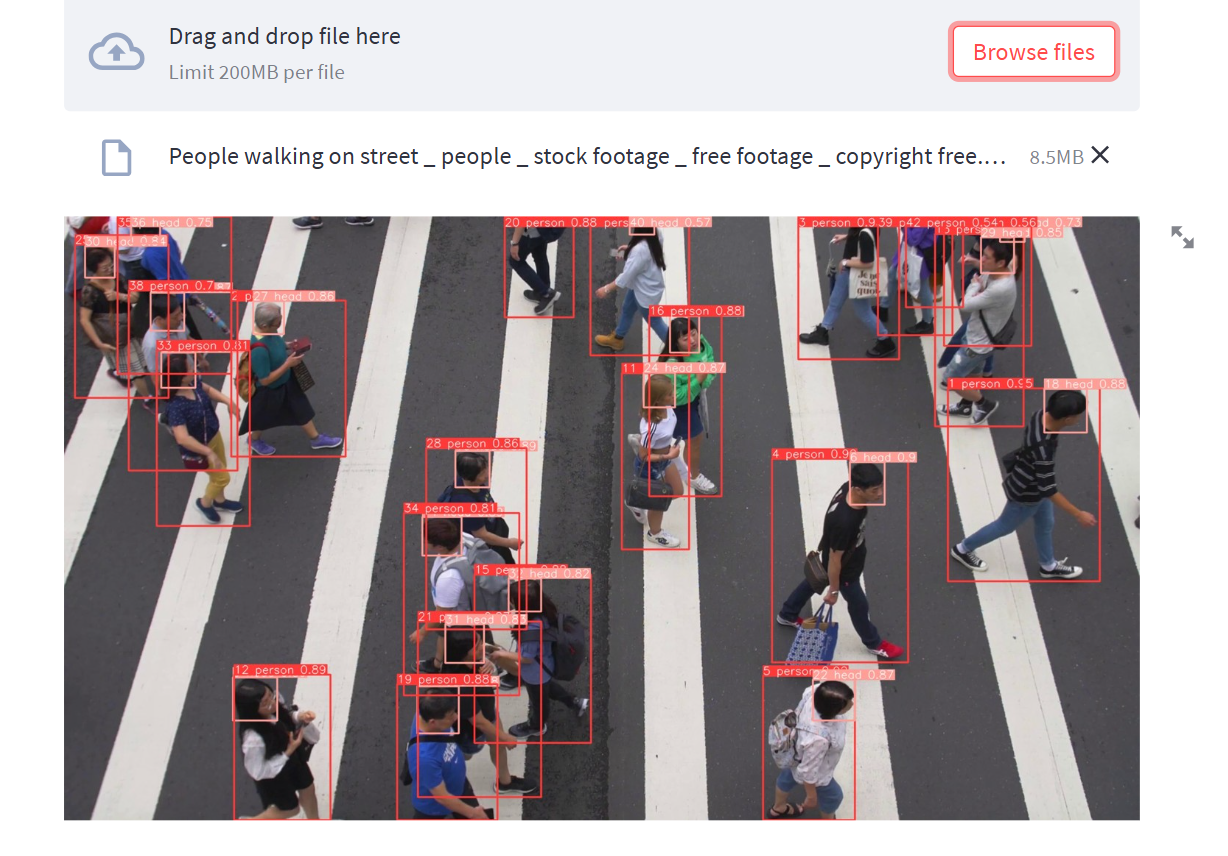 Drag and drop file here
Limit 200MB per file
Browse files
People walking on street _ people _ stock footage _ free footage _ copyright free.…
8.5MB
36 head 0.75
20 person 0.88
pers
40 head 0.57
3 person 0.9
39 p
42 person 0.54
0.56
0.73
30 head 0.84
13 pers
29 head
0.85
38 person 0.7
p
27 head 0.86
16 person 0.88
33 person 0.81
11
24 head 0.87
1 person 0.95
18 head 0.88
28 person 0.86
4 person 0.9
6 head 0.9
34 person 0.81
15 pe
head 0.82
21 p
31 head 0.83
12 person 0.89
19 person 0.88
5 person
22 head 0.87
Je n
sais
quoi